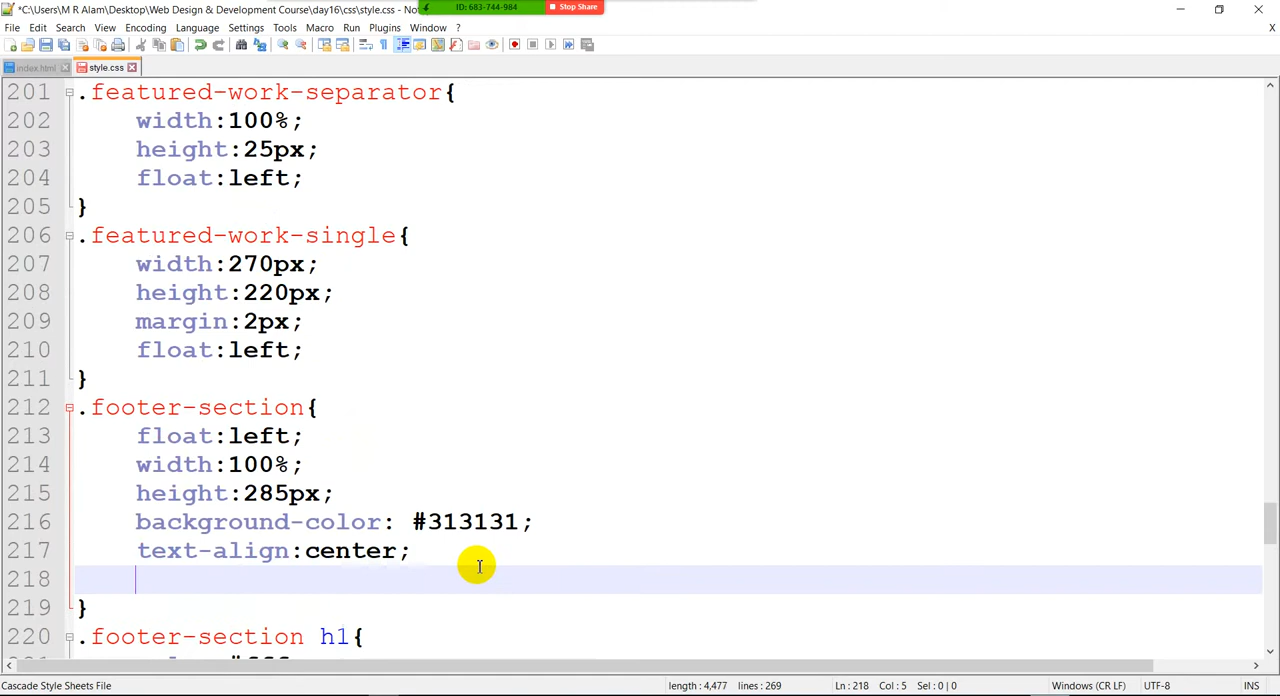 *C:\Users\M R Alam\Desktop\Web Design & Development Course\day16\css\style.css - Not
ID: 683-744-984
Stop Share
File Edit Search View Encoding Language Settings Tools Macro Run Plugins Window ? X
index.html style.css
201 .featured-work-separator{
202 width:100%;
203 height:25px;
204 float:left;
205 }
206 .featured-work-single{
207 width:270px;
208 height:220px;
209 margin:2px;
210 float:left;
211 }
212 .footer-section{
213 float:left;
214 width:100%;
215 height:285px;
216 background-color: #313131;
217 text-align:center;
218
219 }
220 .footer-section h1{
Cascade Style Sheets File length : 4,477 lines : 269 Ln : 218 Col : 5 Sel : 0 | 0 Windows (CR LF) UTF-8 INS